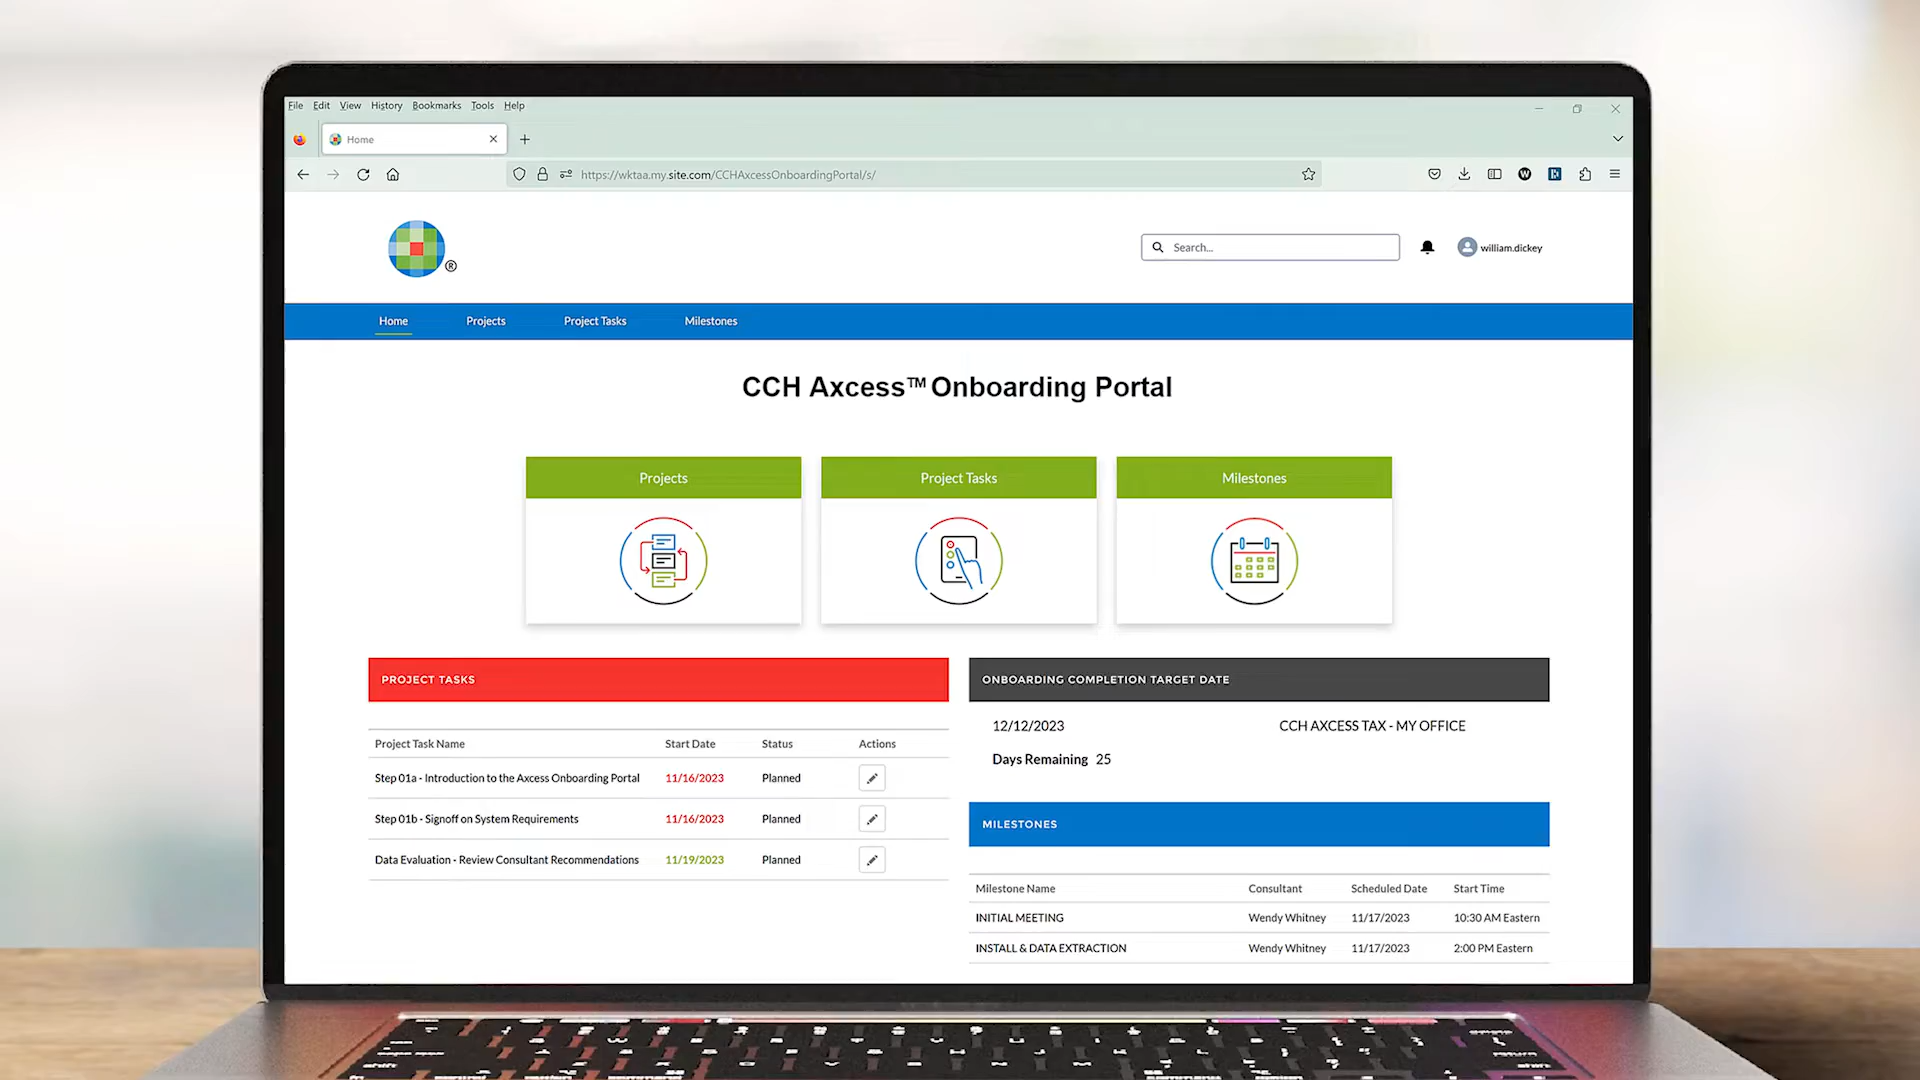 File Edit View History Bookmarks Tools Help
Home
https://wktaa.my.site.com/CCHAxcessOnboardingPortal/s/
®
Search...
william.dickey
Home Projects Project Tasks Milestones
CCH Axcess™ Onboarding Portal
Projects Project Tasks Milestones
PROJECT TASKS
Project Task Name Start Date Status Actions
Step 01a - Introduction to the Axcess Onboarding Portal 11/16/2023 Planned
Step 01b - Signoff on System Requirements 11/16/2023 Planned
Data Evaluation - Review Consultant Recommendations 11/19/2023 Planned
ONBOARDING COMPLETION TARGET DATE
12/12/2023 CCH AXCESS TAX - MY OFFICE
Days Remaining 25
MILESTONES
Milestone Name Consultant Scheduled Date Start Time
INITIAL MEETING Wendy Whitney 11/17/2023 10:30 AM Eastern
INSTALL & DATA EXTRACTION Wendy Whitney 11/17/2023 2:00 PM Eastern